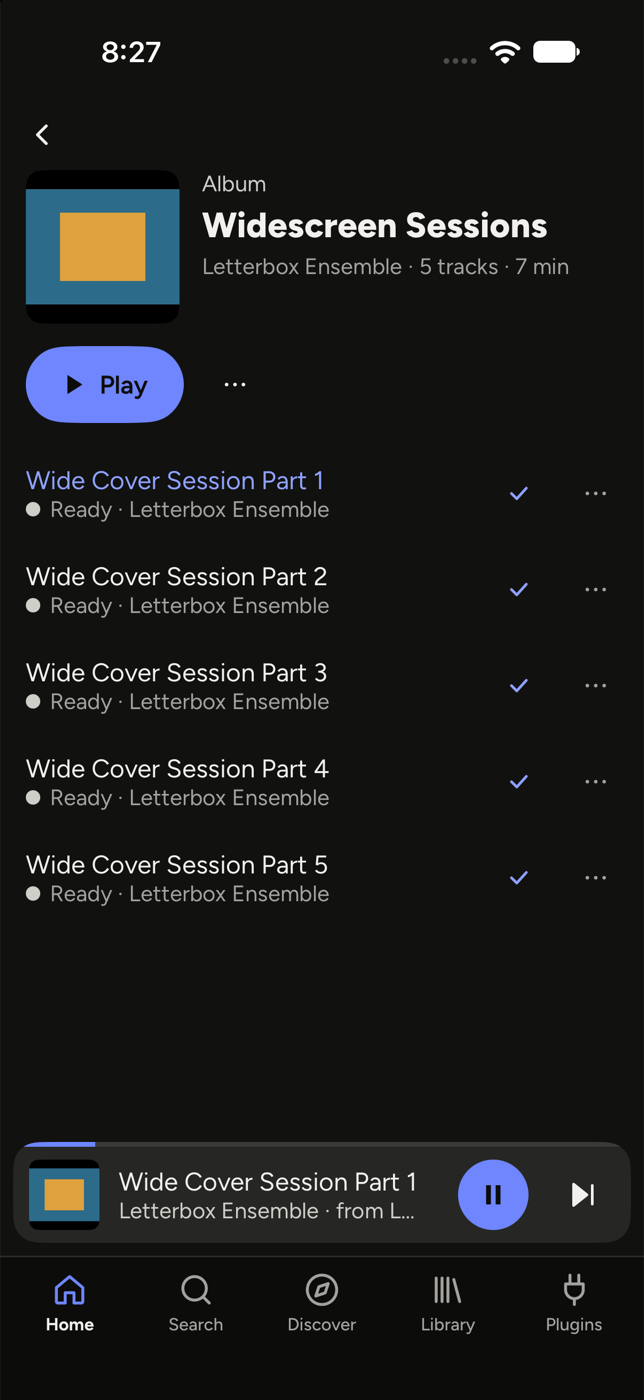 8:27
Album
Widescreen Sessions
Letterbox Ensemble · 5 tracks · 7 min
Play
Wide Cover Session Part 1
Ready · Letterbox Ensemble
Wide Cover Session Part 2
Ready · Letterbox Ensemble
Wide Cover Session Part 3
Ready · Letterbox Ensemble
Wide Cover Session Part 4
Ready · Letterbox Ensemble
Wide Cover Session Part 5
Ready · Letterbox Ensemble
Wide Cover Session Part 1
Letterbox Ensemble · from L...
Home Search Discover Library Plugins